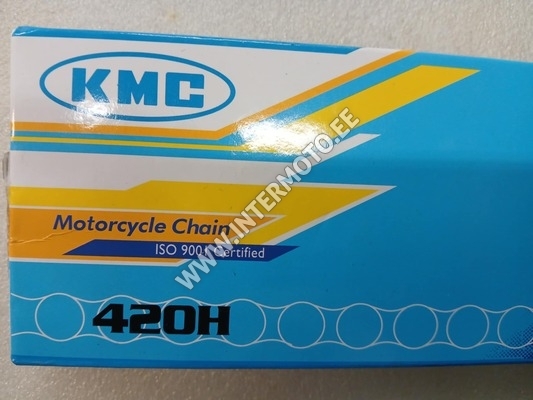 KMC
Motorcycle Chain
ISO 9001 Certified
420H
WWW.INTERMOTO.EE